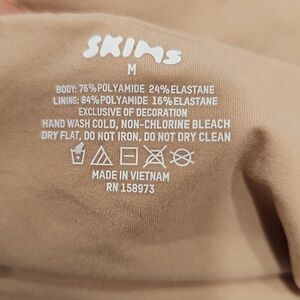 SKIMS
M
BODY: 76% POLYAMIDE 24% ELASTANE
LINING: 84% POLYAMIDE 16% ELASTANE
EXCLUSIVE OF DECORATION
HAND WASH COLD, NON-CHLORINE BLEACH
DRY FLAT, DO NOT IRON, DO NOT DRY CLEAN
MADE IN VIETNAM
RN 158973